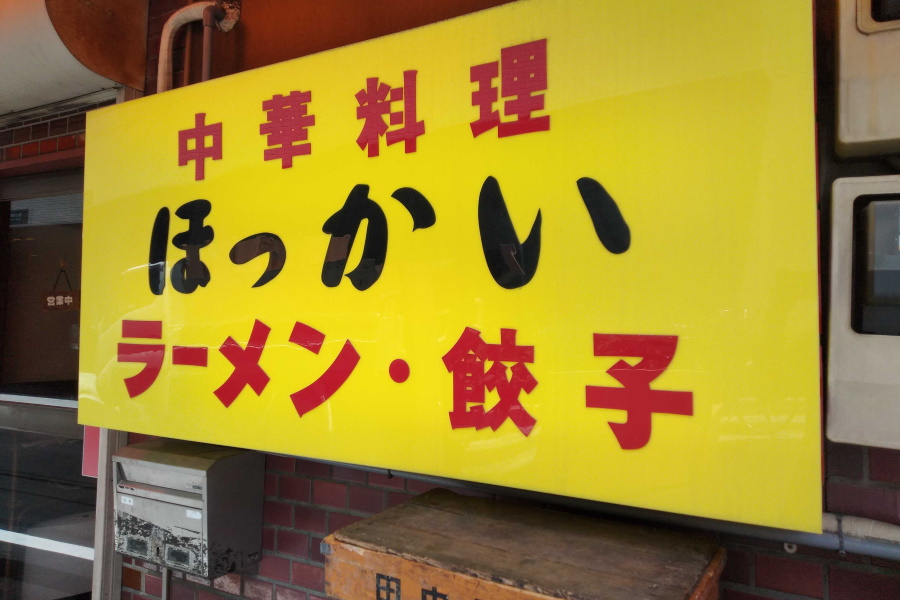 中華料理
ほっかい
ラーメン・餃子
営業中